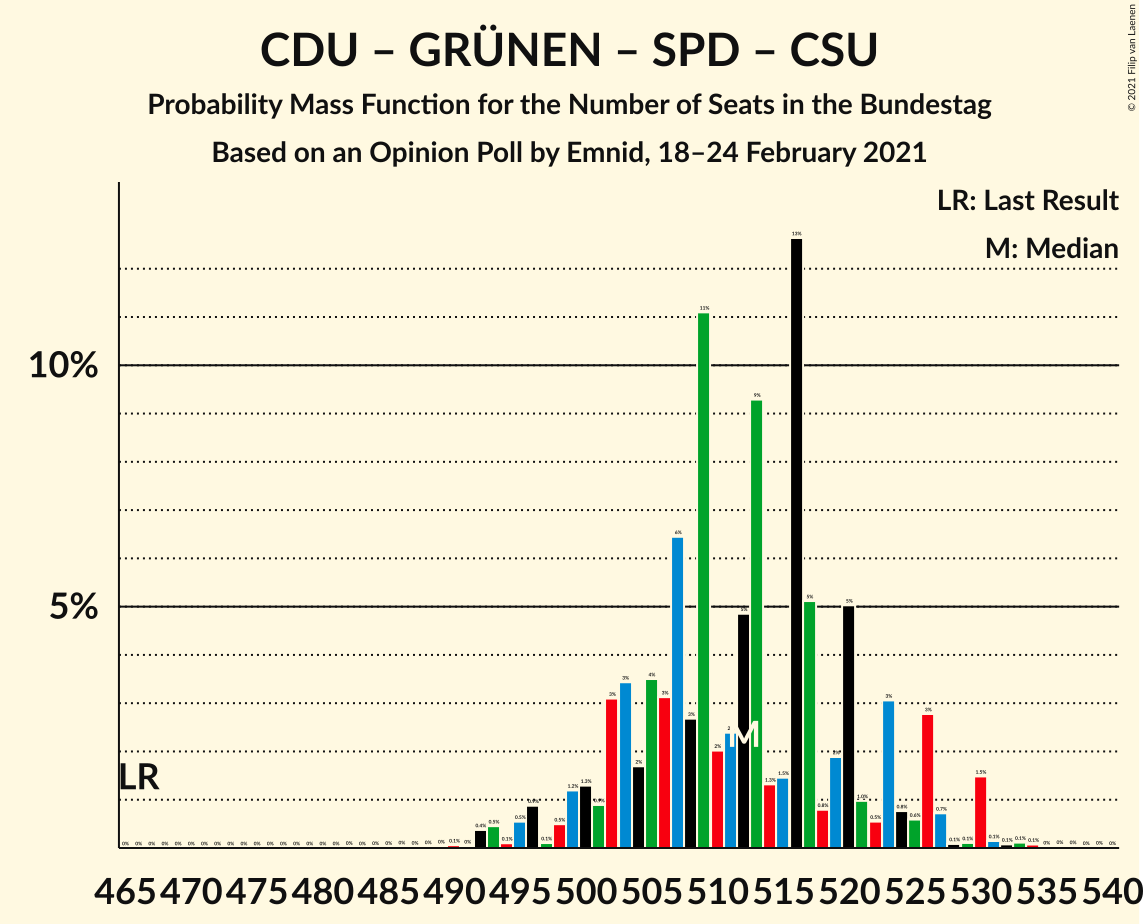 CDU – GRÜNEN – SPD – CSU
Probability Mass Function for the Number of Seats in the Bundestag
Based on an Opinion Poll by Emnid, 18–24 February 2021
© 2021 Filip van Laenen
LR: Last Result
M: Median
10%
5%
LR
M
465 470 475 480 485 490 495 500 505 510 515 520 525 530 535 540